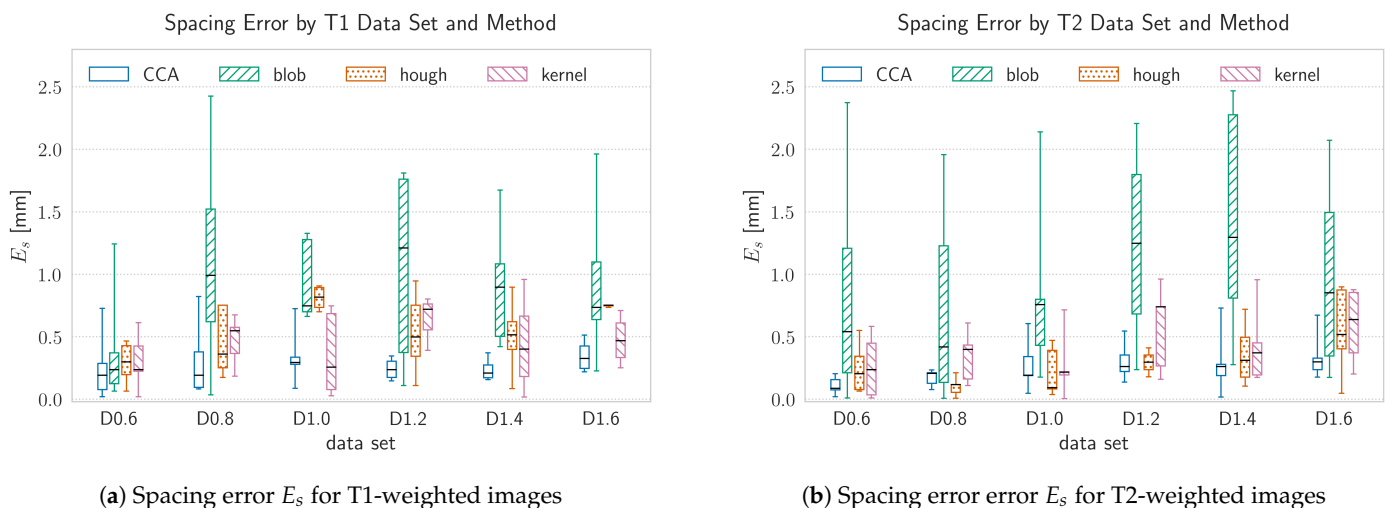 Spacing Error by T1 Data Set and Method
CCA blob hough kernel
2.5
2.0
1.5
1.0
0.5
0.0
E_s [mm]
D0.6 D0.8 D1.0 D1.2 D1.4 D1.6
data set
(a) Spacing error E_s for T1-weighted images
Spacing Error by T2 Data Set and Method
CCA blob hough kernel
2.5
2.0
1.5
1.0
0.5
0.0
E_s [mm]
D0.6 D0.8 D1.0 D1.2 D1.4 D1.6
data set
(b) Spacing error error E_s for T2-weighted images